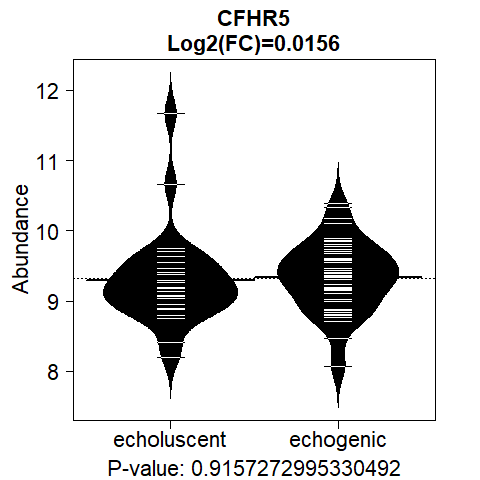 CFHR5
Log2(FC)=0.0156
Abundance
12
11
10
9
8
echoluscent
echogenic
P-value: 0.9157272995330492